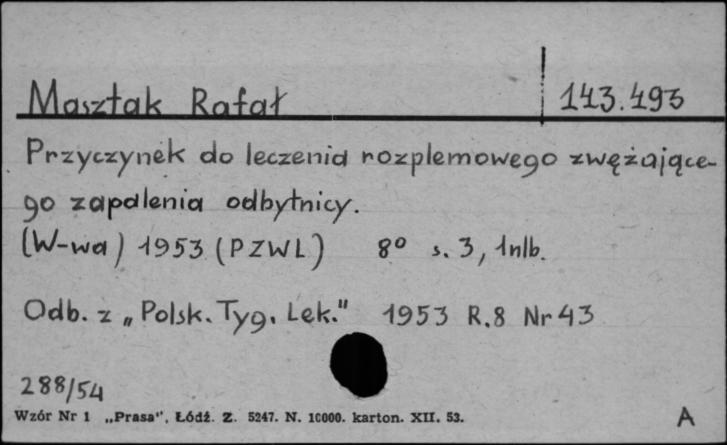 Masztak Rafał 143.493
Przyczynek do leczenia rozplemowego zwężające-
go zapalenia odbytnicy.
(W-wa) 1953 (PZWL) 8° s. 3, 1nlb.
Odb. z „Polsk. Tyg. Lek." 1953 R.8 Nr 43
288/54
Wzór Nr 1 „Prasa", Łódź. Z. 5247. N. 10000. karton. XII. 53.
A